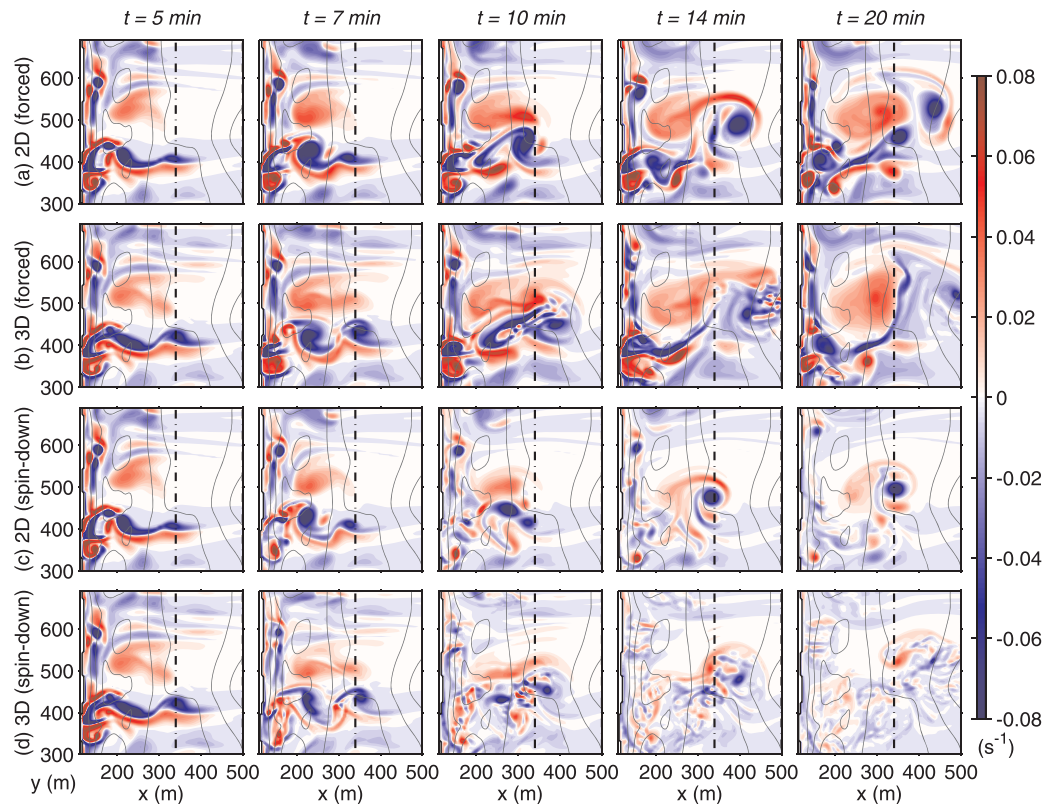 t = 5 min t = 7 min t = 10 min t = 14 min t = 20 min
(a) 2D (forced)
600
500
400
300
(b) 3D (forced)
600
500
400
300
(c) 2D (spin-down)
600
500
400
300
(d) 3D (spin-down)
600
500
400
300
y (m)
200 300 400 500 200 300 400 500 200 300 400 500 200 300 400 500 200 300 400 500
x (m) x (m) x (m) x (m) x (m)
0.08
0.06
0.04
0.02
0
-0.02
-0.04
-0.06
-0.08
(s⁻¹)